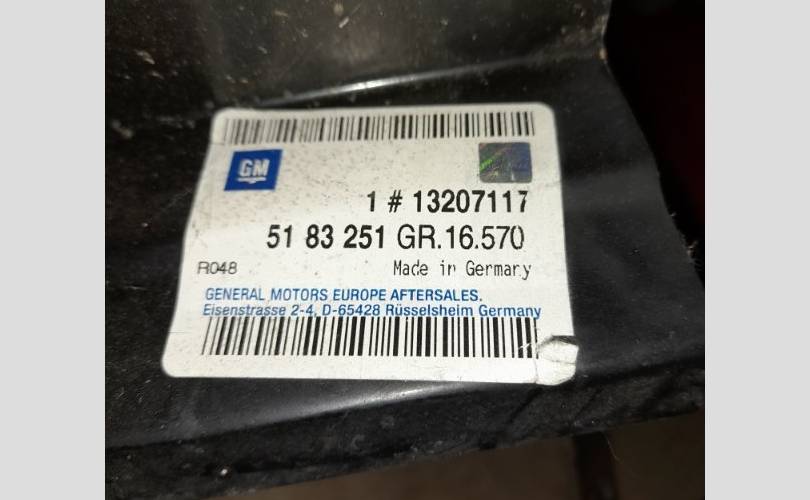 GM
1 # 13207117
51 83 251 GR.16.570
R048 Made in Germany
GENERAL MOTORS EUROPE AFTERSALES.
Eisenstrasse 2-4, D-65428 Rüsselsheim Germany